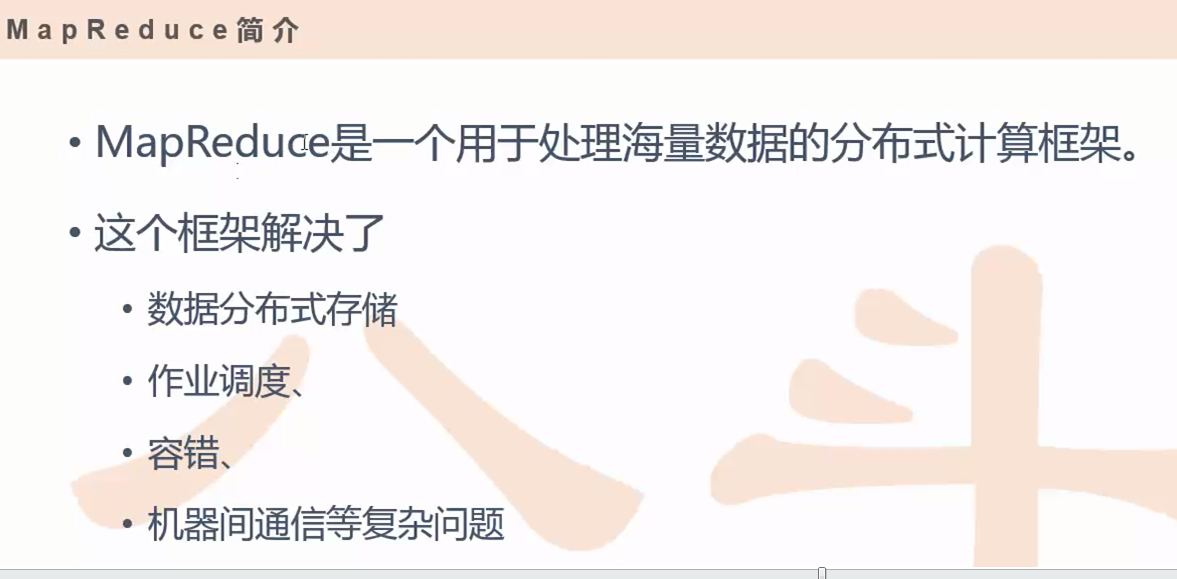 MapReduce简介
• MapReduce是一个用于处理海量数据的分布式计算框架。
• 这个框架解决了
• 数据分布式存储
• 作业调度、
• 容错、
• 机器间通信等复杂问题
八斗